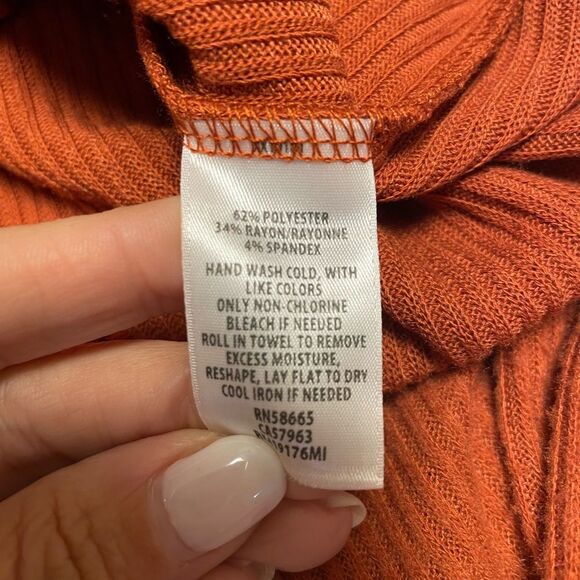 62% POLYESTER
34% RAYON/RAYONNE
4% SPANDEX
HAND WASH COLD, WITH
LIKE COLORS
ONLY NON-CHLORINE
BLEACH IF NEEDED
ROLL IN TOWEL TO REMOVE
EXCESS MOISTURE,
RESHAPE, LAY FLAT TO DRY
COOL IRON IF NEEDED
RN58665
CA57963